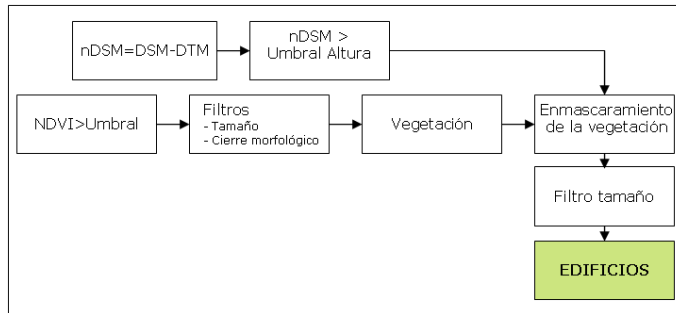 nDSM=DSM-DTM
nDSM >
Umbral Altura
NDVI>Umbral
Filtros
- Tamaño
- Cierre morfológico
Vegetación
Enmascaramiento
de la vegetación
Filtro tamaño
EDIFICIOS